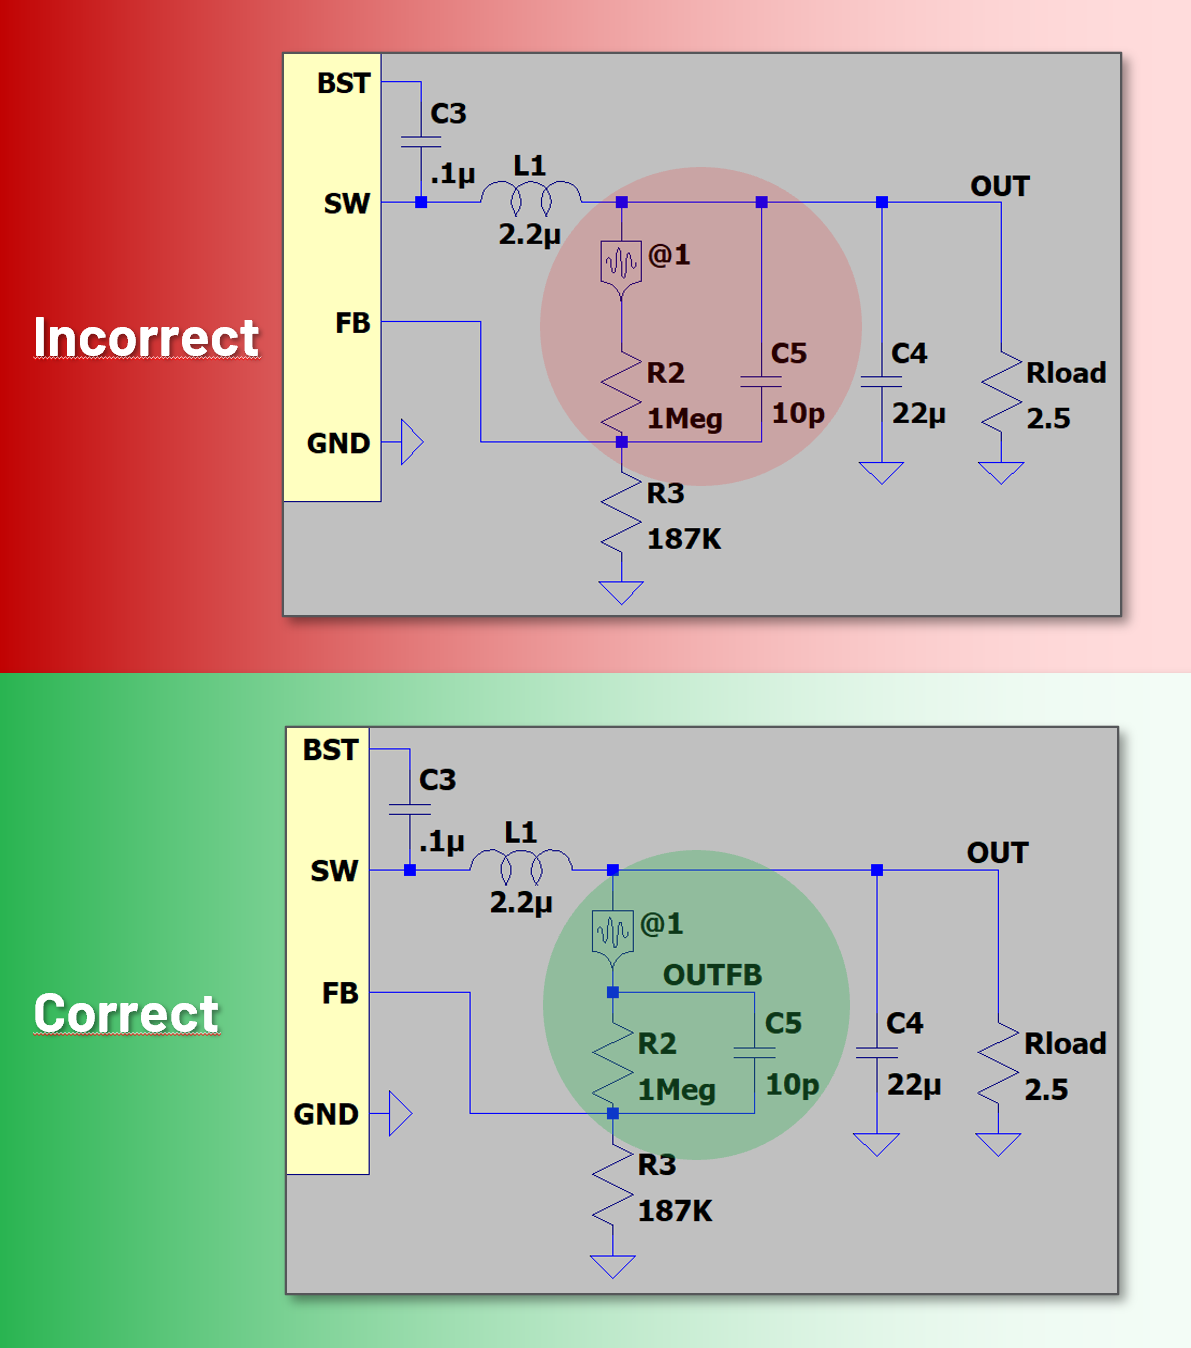 Incorrect
BST
C3
.1µ
L1
2.2µ
SW
OUT
@1
FB
R2
1Meg
C5
10p
C4
22µ
Rload
2.5
GND
R3
187K
Correct
BST
C3
.1µ
L1
2.2µ
SW
OUT
@1
OUTFB
FB
R2
1Meg
C5
10p
C4
22µ
Rload
2.5
GND
R3
187K